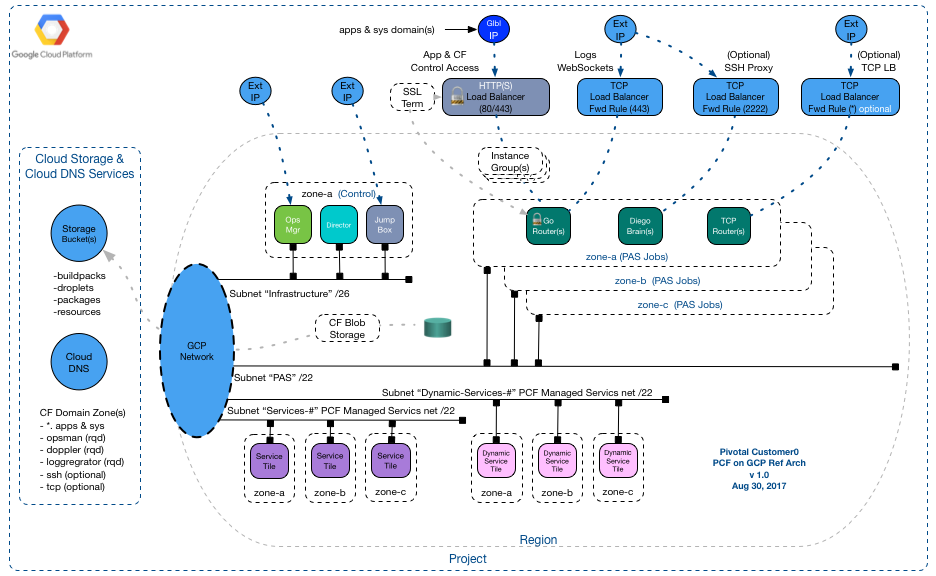 Google Cloud Platform
apps & sys domain(s)
Glbl
IP
Ext
IP
Ext
IP
App & CF
Control Access
Logs
WebSockets
(Optional)
SSH Proxy
(Optional)
TCP LB
Ext
IP
Ext
IP
SSL
Term
HTTP(S)
Load Balancer
(80/443)
TCP
Load Balancer
Fwd Rule (443)
TCP
Load Balancer
Fwd Rule (2222)
TCP
Load Balancer
Fwd Rule (*) optional
Cloud Storage &
Cloud DNS Services
Storage
Bucket(s)
-buildpacks
-droplets
-packages
-resources
Cloud
DNS
CF Domain Zone(s)
- *. apps & sys
- opsman (rqd)
- doppler (rqd)
- loggregrator (rqd)
- ssh (optional)
- tcp (optional)
Instance
Group(s)
zone-a (Control)
Ops
Mgr
Director
Jump
Box
Go
Router(s)
Diego
Brain(s)
TCP
Router(s)
zone-a (PAS Jobs)
zone-b (PAS Jobs)
zone-c (PAS Jobs)
Subnet “Infrastructure” /26
CF Blob
Storage
GCP
Network
Subnet “PAS” /22
Subnet “Dynamic-Services-#” PCF Managed Servics net /22
Subnet “Services-#” PCF Managed Servics net /22
Service
Tile
Service
Tile
Service
Tile
zone-a
zone-b
zone-c
Dynamic
Service
Tile
Dynamic
Service
Tile
Dynamic
Service
Tile
zone-a
zone-b
zone-c
Pivotal Customer0
PCF on GCP Ref Arch
v 1.0
Aug 30, 2017
Region
Project